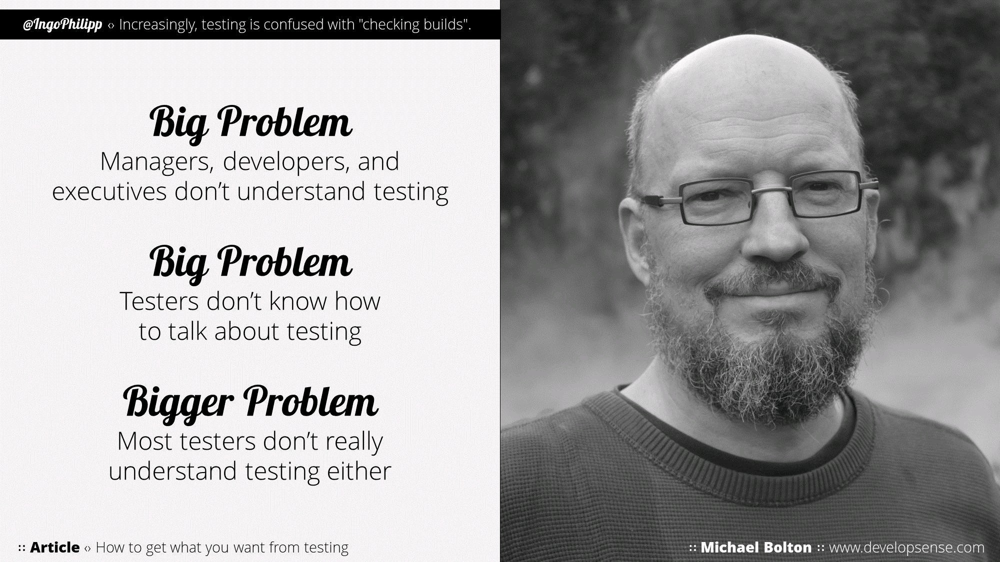 @IngoPhilipp ‹› Increasingly, testing is confused with "checking builds".
Big Problem
Managers, developers, and
executives don’t understand testing
Big Problem
Testers don’t know how
to talk about testing
Bigger Problem
Most testers don’t really
understand testing either
:: Article ‹› How to get what you want from testing
:: Michael Bolton :: www.developsense.com